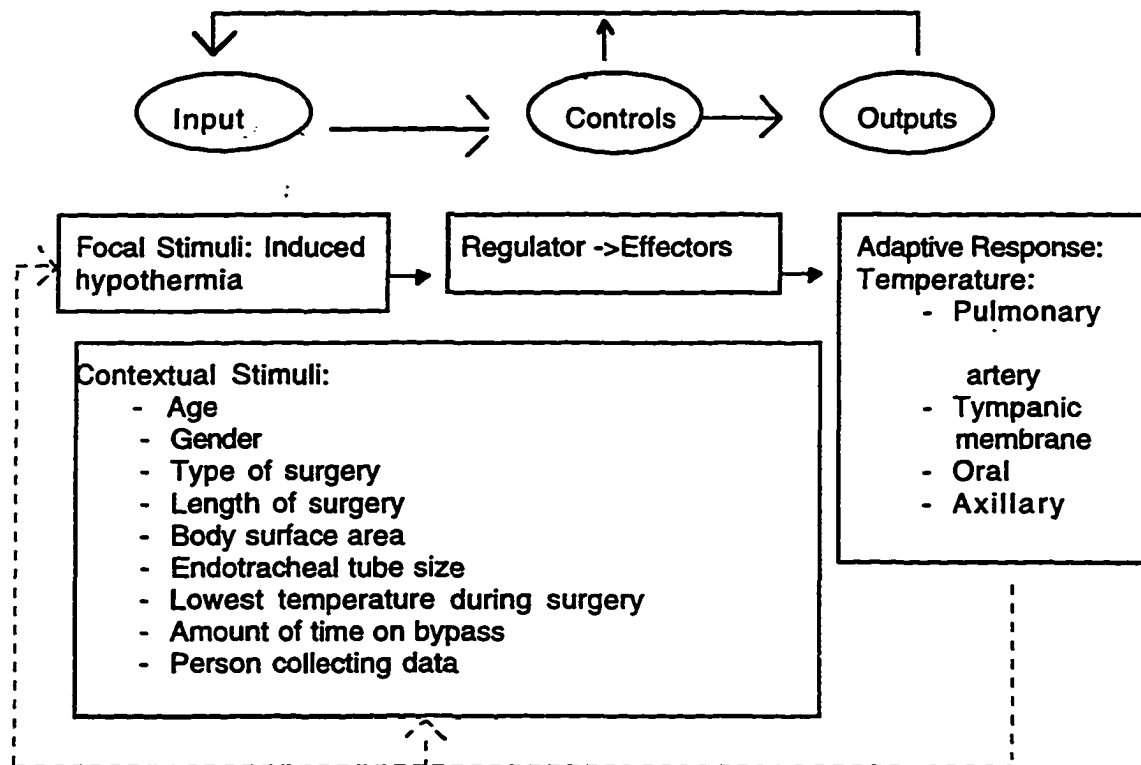 Input
Controls
Outputs
Focal Stimuli: Induced
hypothermia
Regulator ->Effectors
Adaptive Response:
Temperature:
- Pulmonary
artery
- Tympanic
membrane
- Oral
- Axillary
Contextual Stimuli:
- Age
- Gender
- Type of surgery
- Length of surgery
- Body surface area
- Endotracheal tube size
- Lowest temperature during surgery
- Amount of time on bypass
- Person collecting data